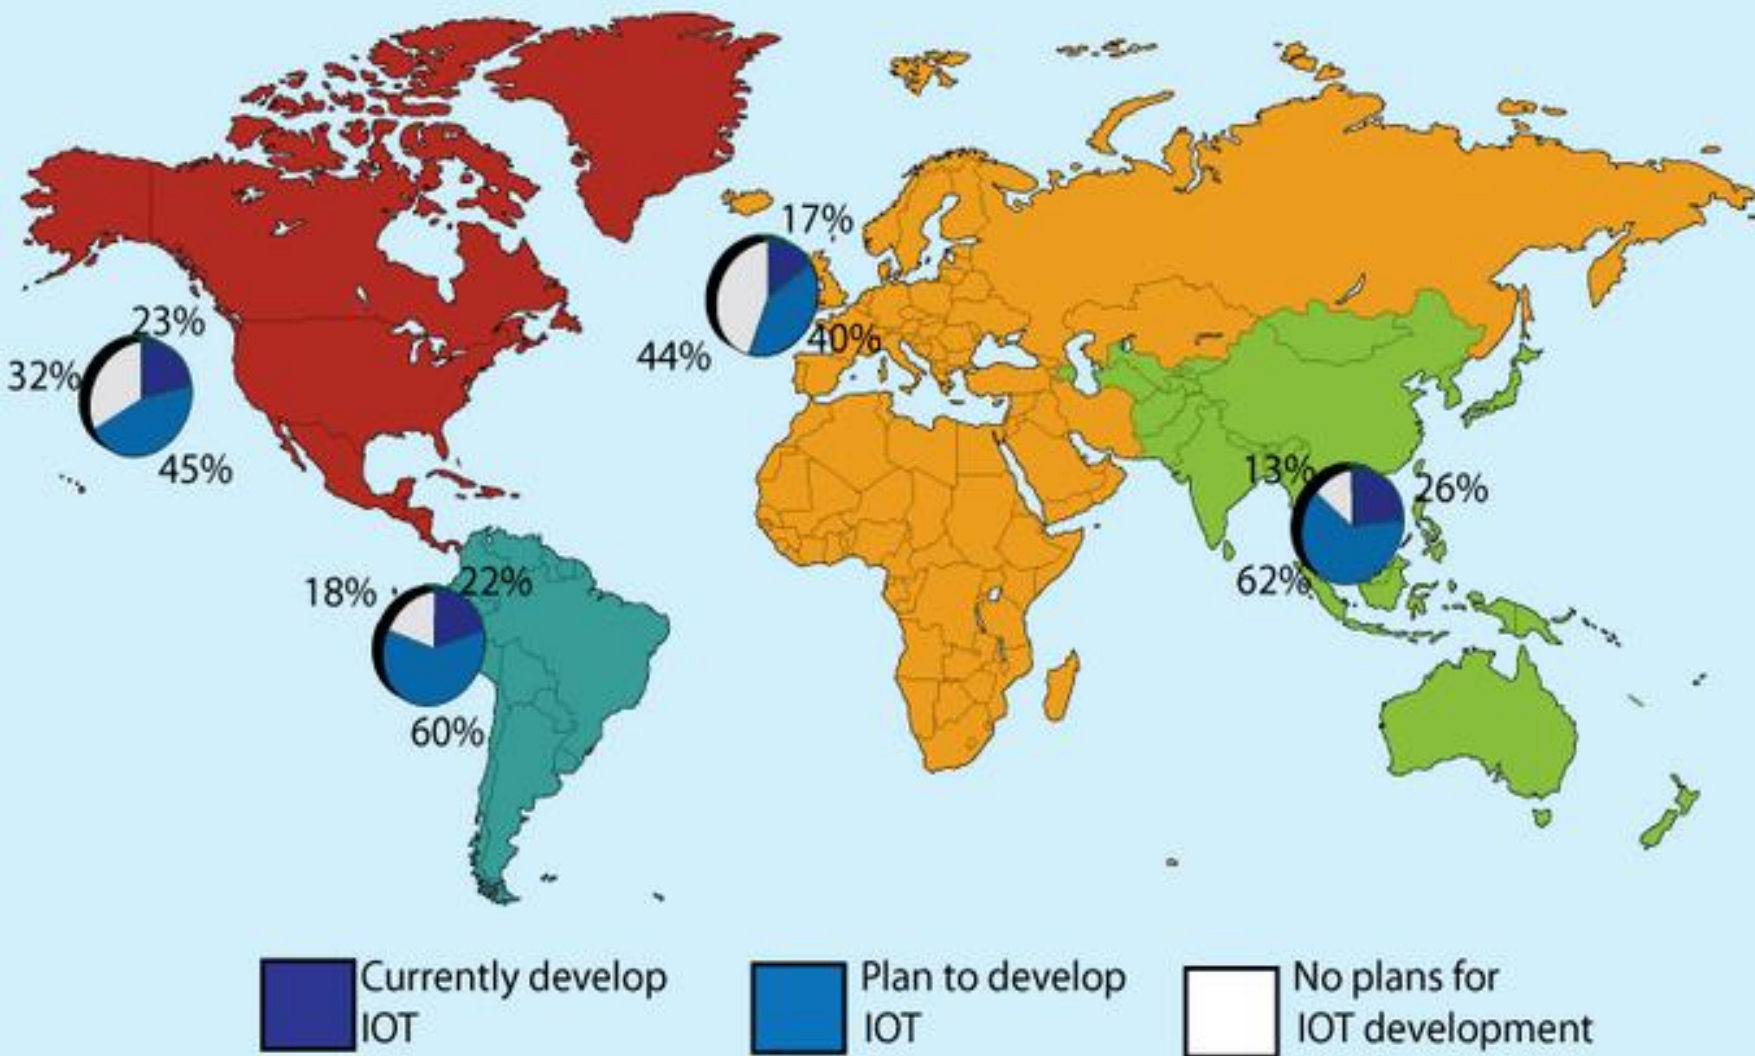 17%
40%
44%
23%
32%
45%
13%
26%
62%
18%
22%
60%
Currently develop
IOT
Plan to develop
IOT
No plans for
IOT development